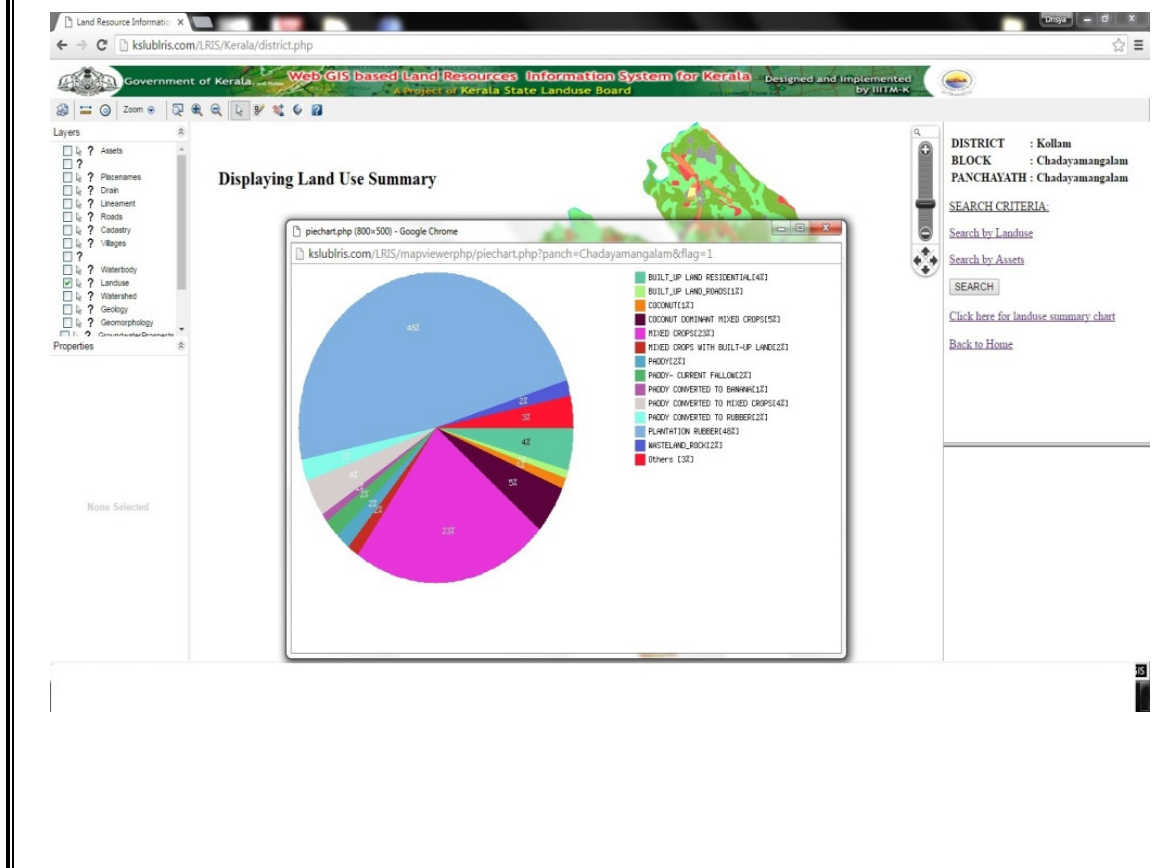 Land Resource Informatio
Drisya
kslublris.com/LRIS/Kerala/district.php
Government of Kerala
Web GIS based Land Resources Information System for Kerala
A Project of Kerala State Landuse Board
Designed and Implemented
by IIITM-K
Zoom
Layers
? Assets
?
? Placenames
? Drain
? Lineament
? Roads
? Cadastry
? Villages
?
? Waterbody
? Landuse
? Watershed
? Geology
? Geomorphology
? GroundwaterProspects
Properties
None Selected
Displaying Land Use Summary
piechart.php (800×500) - Google Chrome
kslublris.com/LRIS/mapviewerphp/piechart.php?panch=Chadayamangalam&flag=1
48%
2%
3%
4%
5%
23%
2%
2%
4%
BUILT_UP LAND RESIDENTIAL[4%]
BUILT_UP LAND_ROADS[1%]
COCONUT[1%]
COCONUT DOMINANT MIXED CROPS[5%]
MIXED CROPS[23%]
MIXED CROPS WITH BUILT-UP LAND[2%]
PADDY[2%]
PADDY- CURRENT FALLOW[2%]
PADDY CONVERTED TO BANANA[1%]
PADDY CONVERTED TO MIXED CROPS[4%]
PADDY CONVERTED TO RUBBER[2%]
PLANTATION RUBBER[48%]
WASTELAND_ROCK[2%]
Others [3%]
DISTRICT : Kollam
BLOCK : Chadayamangalam
PANCHAYATH : Chadayamangalam
SEARCH CRITERIA:
Search by Landuse
Search by Assets
SEARCH
Click here for landuse summary chart
Back to Home